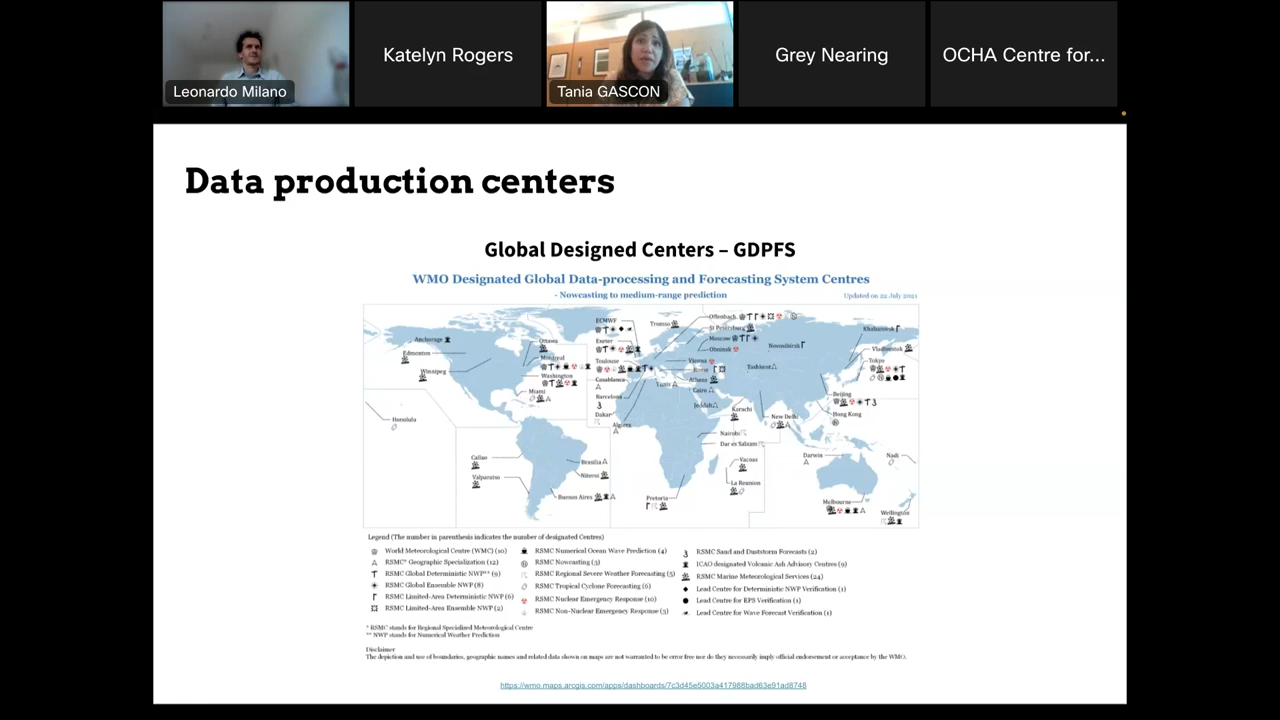 Leonardo Milano
Katelyn Rogers
Tania GASCON
Grey Nearing
OCHA Centre for...
Data production centers
Global Designed Centers – GDPFS
WMO Designated Global Data-processing and Forecasting System Centres
- Nowcasting to medium-range prediction
Updated on 22 July 2021
Anchorage
Edmonton
Winnipeg
Honolulu
Ottawa
Montreal
Washington
Miami
Callao
Valparaiso
Brasilia
Niteroi
Buenos Aires
ECMWF
Exeter
Toulouse
Casablanca
Barcelona
Dakar
Algiers
Tromso
Tunis
Offenbach
St Petersburg
Moscow
Obninsk
Vienna
Rome
Athens
Cairo
Jeddah
Novosibirsk
Tashkent
Karachi
New Delhi
Nairobi
Dar es Salaam
Vacoas
La Reunion
Pretoria
Khabarovsk
Vladivostok
Tokyo
Beijing
Hong Kong
Darwin
Nadi
Melbourne
Wellington
Legend (The number in parenthesis indicates the number of designated Centres)
World Meteorological Centre (WMC) (10)
RSMC* Geographic Specialization (12)
RSMC Global Deterministic NWP** (9)
RSMC Global Ensemble NWP (8)
RSMC Limited-Area Deterministic NWP (6)
RSMC Limited-Area Ensemble NWP (2)
RSMC Numerical Ocean Wave Prediction (4)
RSMC Nowcasting (3)
RSMC Regional Severe Weather Forecasting (5)
RSMC Tropical Cyclone Forecasting (6)
RSMC Nuclear Emergency Response (10)
RSMC Non-Nuclear Emergency Response (3)
RSMC Sand and Duststorm Forecasts (2)
ICAO designated Volcanic Ash Advisory Centres (9)
RSMC Marine Meteorological Services (24)
Lead Centre for Deterministic NWP Verification (1)
Lead Centre for EPS Verification (1)
Lead Centre for Wave Forecast Verification (1)
* RSMC stands for Regional Specialized Meteorological Centre
** NWP stands for Numerical Weather Prediction
Disclaimer
The depiction and use of boundaries, geographic names and related data shown on maps are not warranted to be error free nor do they necessarily imply official endorsement or acceptance by the WMO.
https://wmo.maps.arcgis.com/apps/dashboards/7c3d45e5003a417988bad63e91ad8748